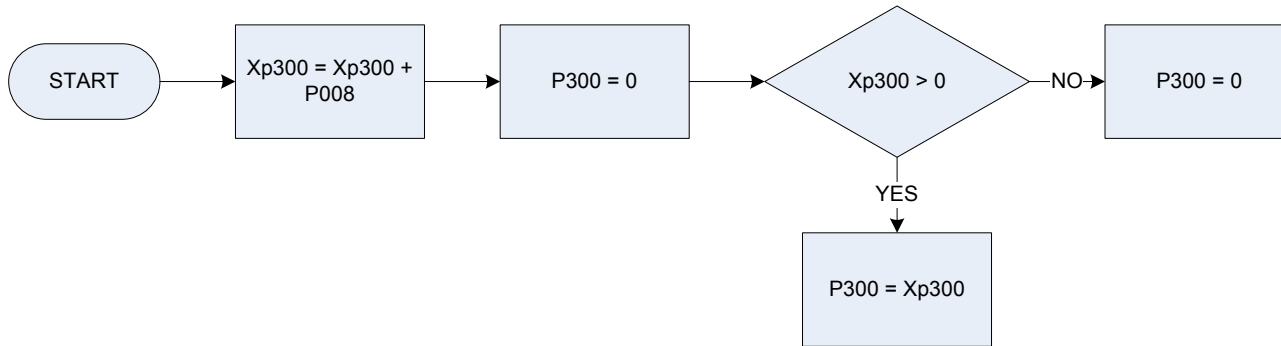 START
Xp300 = Xp300 +
P008
P300 = 0
Xp300 > 0
NO
P300 = 0
YES
P300 = Xp300